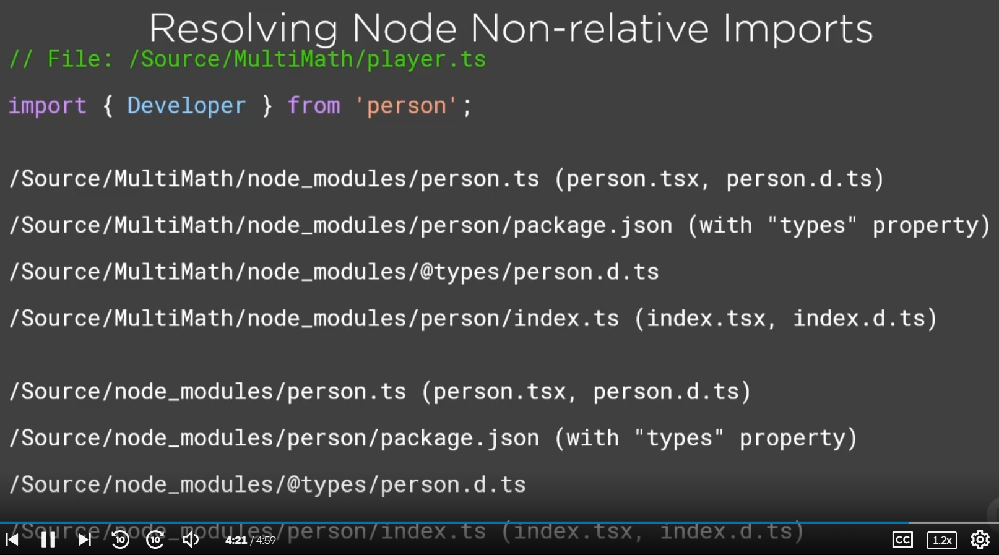 Resolving Node Non-relative Imports
// File: /Source/MultiMath/player.ts
import { Developer } from 'person';
/Source/MultiMath/node_modules/person.ts (person.tsx, person.d.ts)
/Source/MultiMath/node_modules/person/package.json (with "types" property)
/Source/MultiMath/node_modules/@types/person.d.ts
/Source/MultiMath/node_modules/person/index.ts (index.tsx, index.d.ts)
/Source/node_modules/person.ts (person.tsx, person.d.ts)
/Source/node_modules/person/package.json (with "types" property)
/Source/node_modules/@types/person.d.ts
/Source/node_modules/person/index.ts (index.tsx, index.d.ts)
10 10 4:21 / 4:59 CC 1.2x